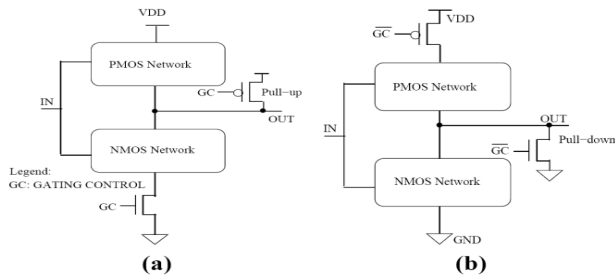 VDD
PMOS Network
GC
Pull-up
IN
OUT
NMOS Network
Legend:
GC: GATING CONTROL
GC
(a)
GC
VDD
PMOS Network
IN
OUT
Pull-down
GC
NMOS Network
GND
(b)